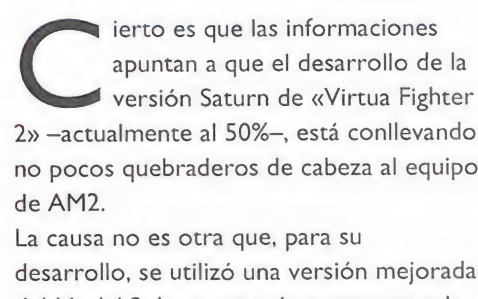 Cierto es que las informaciones
apuntan a que el desarrollo de la
versión Saturn de «Virtua Fighter
2» –actualmente al 50%–, está conllevando
no pocos quebraderos de cabeza al equipo
de AM2.
La causa no es otra que, para su
desarrollo, se utilizó una versión mejorada